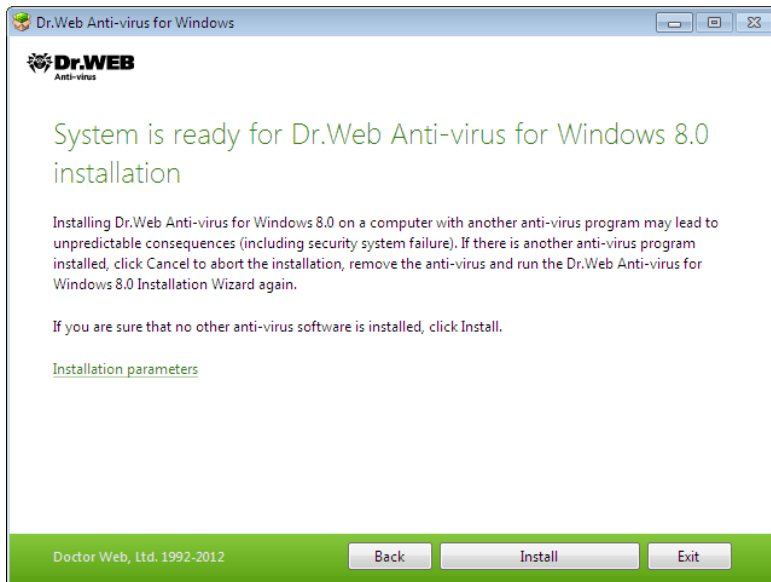 Dr.Web Anti-virus for Windows
Dr.WEB
Anti-virus
System is ready for Dr.Web Anti-virus for Windows 8.0
installation
Installing Dr.Web Anti-virus for Windows 8.0 on a computer with another anti-virus program may lead to
unpredictable consequences (including security system failure). If there is another anti-virus program
installed, click Cancel to abort the installation, remove the anti-virus and run the Dr.Web Anti-virus for
Windows 8.0 Installation Wizard again.
If you are sure that no other anti-virus software is installed, click Install.
Installation parameters
Doctor Web, Ltd. 1992-2012
Back
Install
Exit